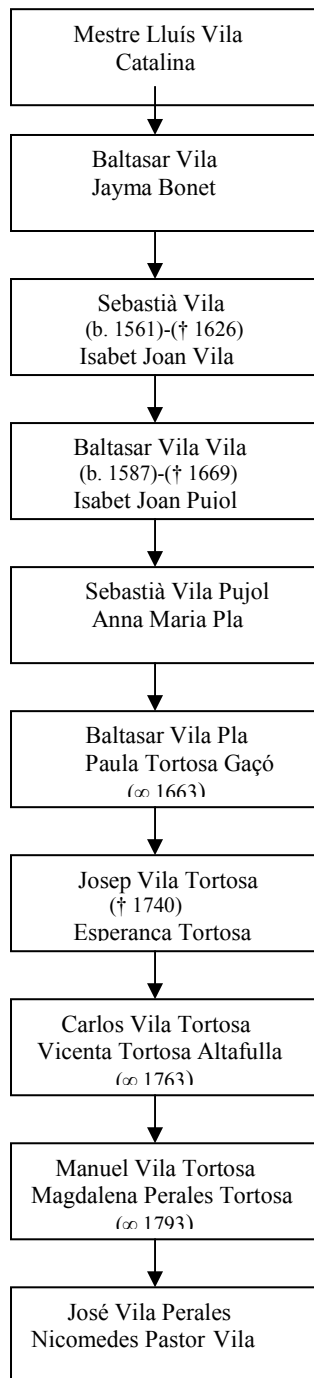 Mestre Lluís Vila
Catalina
Baltasar Vila
Jayma Bonet
Sebastià Vila
(b. 1561)-(† 1626)
Isabet Joan Vila
Baltasar Vila Vila
(b. 1587)-(† 1669)
Isabet Joan Pujol
Sebastià Vila Pujol
Anna Maria Pla
Baltasar Vila Pla
Paula Tortosa Gaçó
(∞ 1663)
Josep Vila Tortosa
(† 1740)
Esperança Tortosa
Carlos Vila Tortosa
Vicenta Tortosa Altafulla
(∞ 1763)
Manuel Vila Tortosa
Magdalena Perales Tortosa
(∞ 1793)
José Vila Perales
Nicomedes Pastor Vila